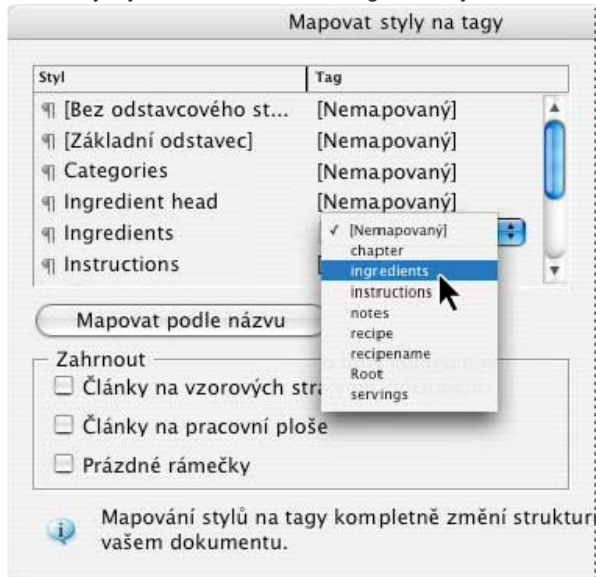 Mapovat styly na tagy
Styl Tag
¶ [Bez odstavcového st... [Nemapovaný]
¶ [Základní odstavec] [Nemapovaný]
¶ Categories [Nemapovaný]
¶ Ingredient head [Nemapovaný]
¶ Ingredients
¶ Instructions
✓ [Nemapovaný]
chapter
ingredients
instructions
notes
recipe
recipename
Root
servings
Mapovat podle názvu
Zahrnout
Články na vzorových
Články na pracovní ploše
Prázdné rámečky
Mapování stylů na tagy kompletně změní
vašem dokumentu.